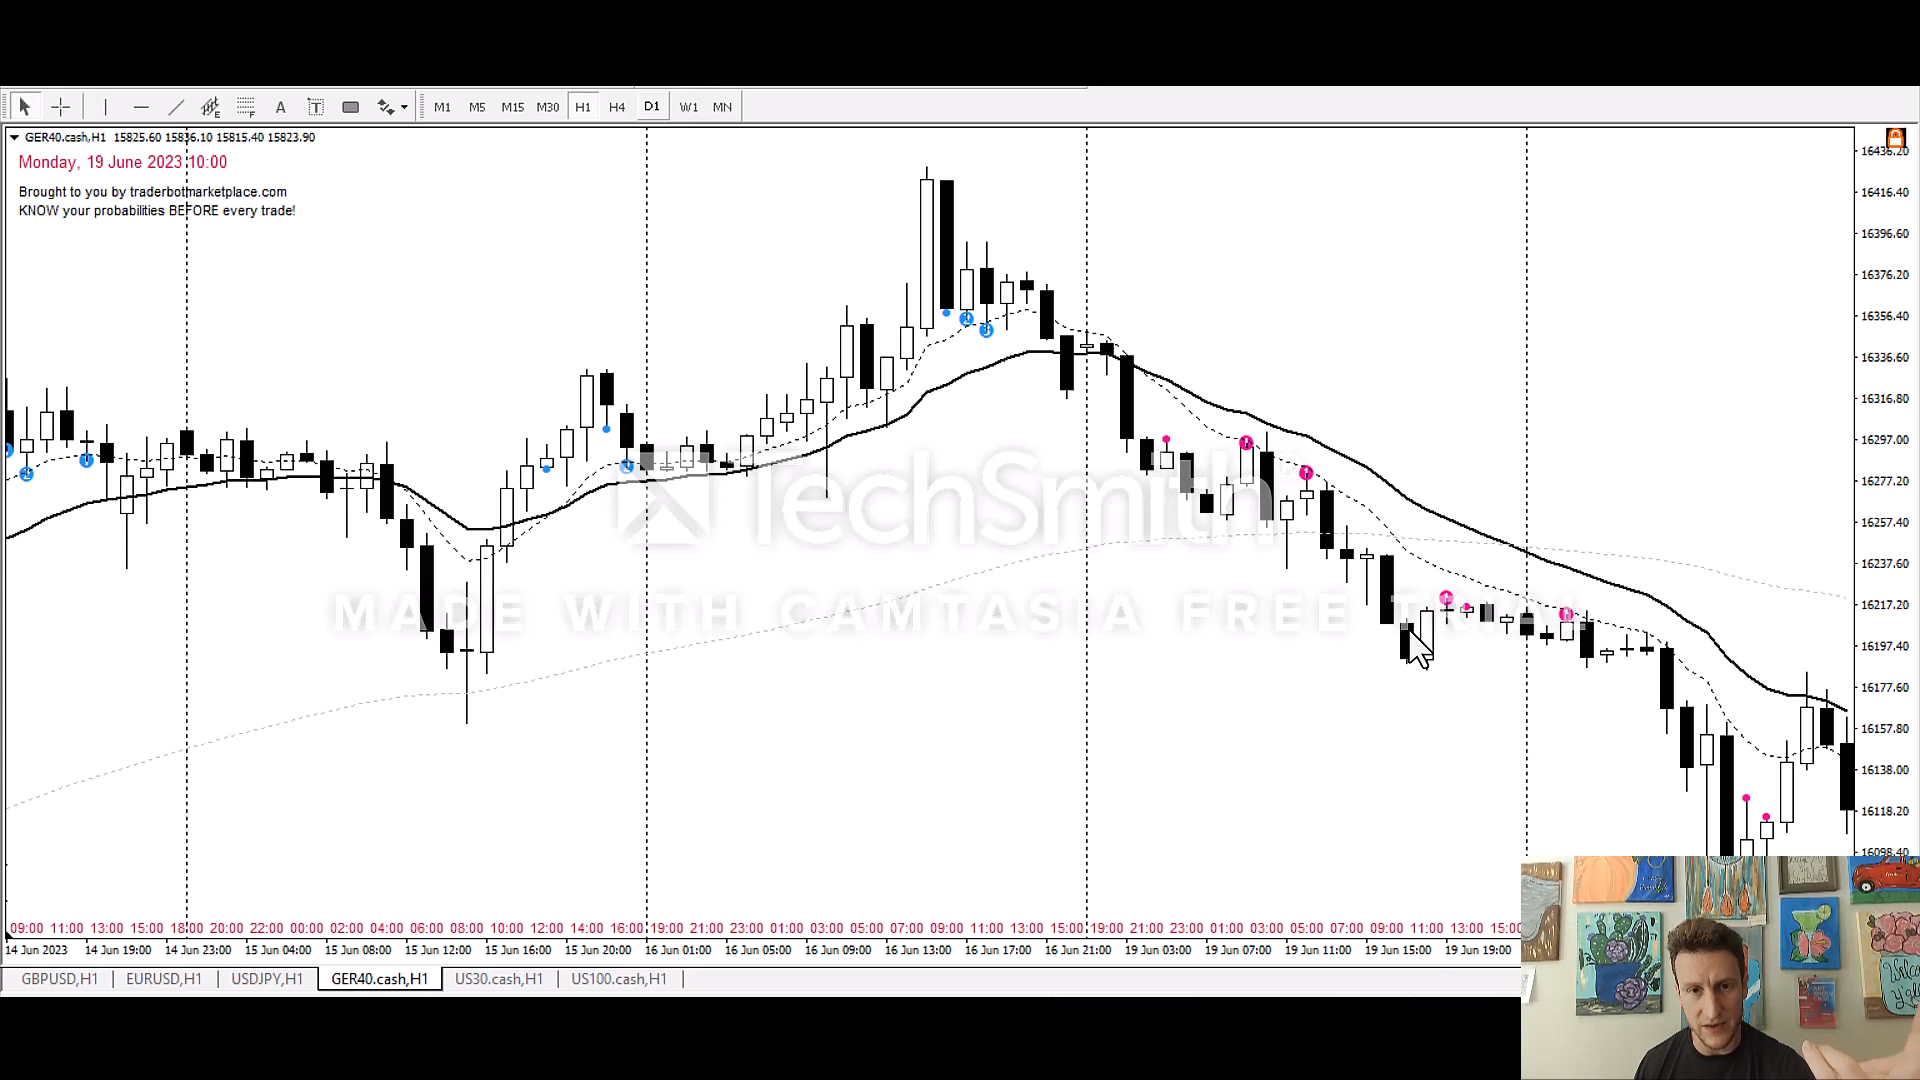 M1 M5 M15 M30 H1 H4 D1 W1 MN
GER40.cash,H1 15825.60 15836.10 15815.40 15823.90
Monday, 19 June 2023 10:00
Brought to you by traderbotmarketplace.com
KNOW your probabilities BEFORE every trade!
16436.20
16416.40
16396.60
16376.20
16356.40
16336.60
16316.80
16297.00
16277.20
16257.40
16237.60
16217.20
16197.40
16177.60
16157.80
16138.00
16118.20
16098.40
TechSmith
MADE WITH CAMTASIA FREE TRIAL
09:00 11:00 13:00 15:00 18:00 20:00 22:00 00:00 02:00 04:00 06:00 08:00 10:00 12:00 14:00 16:00 19:00 21:00 23:00 01:00 03:00 05:00 07:00 09:00 11:00 13:00 15:00 19:00 21:00 23:00 01:00 03:00 05:00 07:00 09:00 11:00 13:00 15:00
14 Jun 2023 14 Jun 19:00 14 Jun 23:00 15 Jun 04:00 15 Jun 08:00 15 Jun 12:00 15 Jun 16:00 15 Jun 20:00 16 Jun 01:00 16 Jun 05:00 16 Jun 09:00 16 Jun 13:00 16 Jun 17:00 16 Jun 21:00 19 Jun 03:00 19 Jun 07:00 19 Jun 11:00 19 Jun 15:00 19 Jun 19:00
GBPUSD,H1 EURUSD,H1 USDJPY,H1 GER40.cash,H1 US30.cash,H1 US100.cash,H1